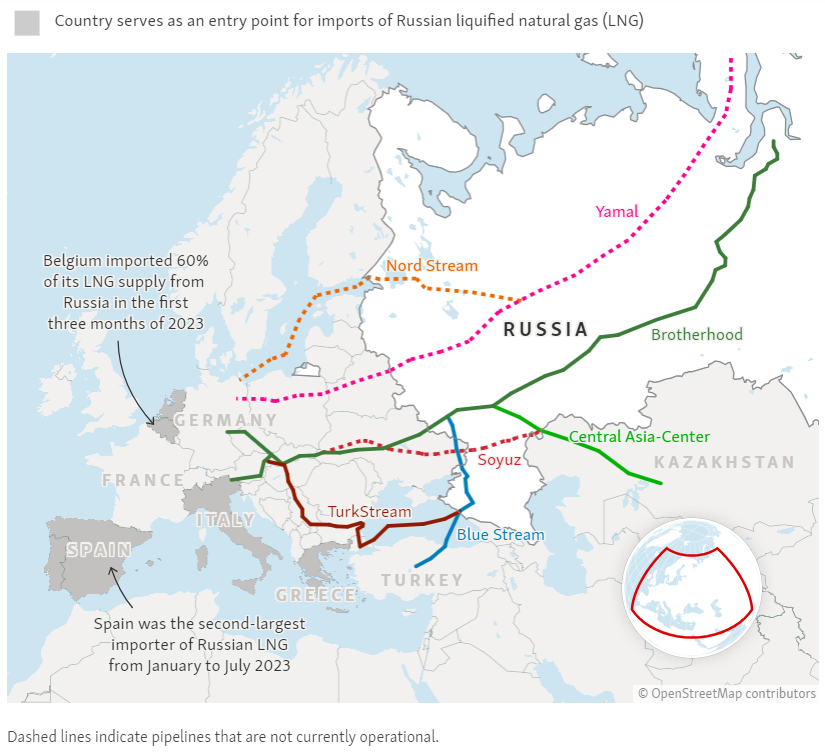 Country serves as an entry point for imports of Russian liquified natural gas (LNG)
Yamal
Belgium imported 60%
of its LNG supply from
Russia in the first
three months of 2023
Nord Stream
RUSSIA
Brotherhood
GERMANY
Central Asia-Center
Soyuz
KAZAKHSTAN
FRANCE
TurkStream
ITALY
Blue Stream
SPAIN
TURKEY
GREECE
Spain was the second-largest
importer of Russian LNG
from January to July 2023
© OpenStreetMap contributors
Dashed lines indicate pipelines that are not currently operational.